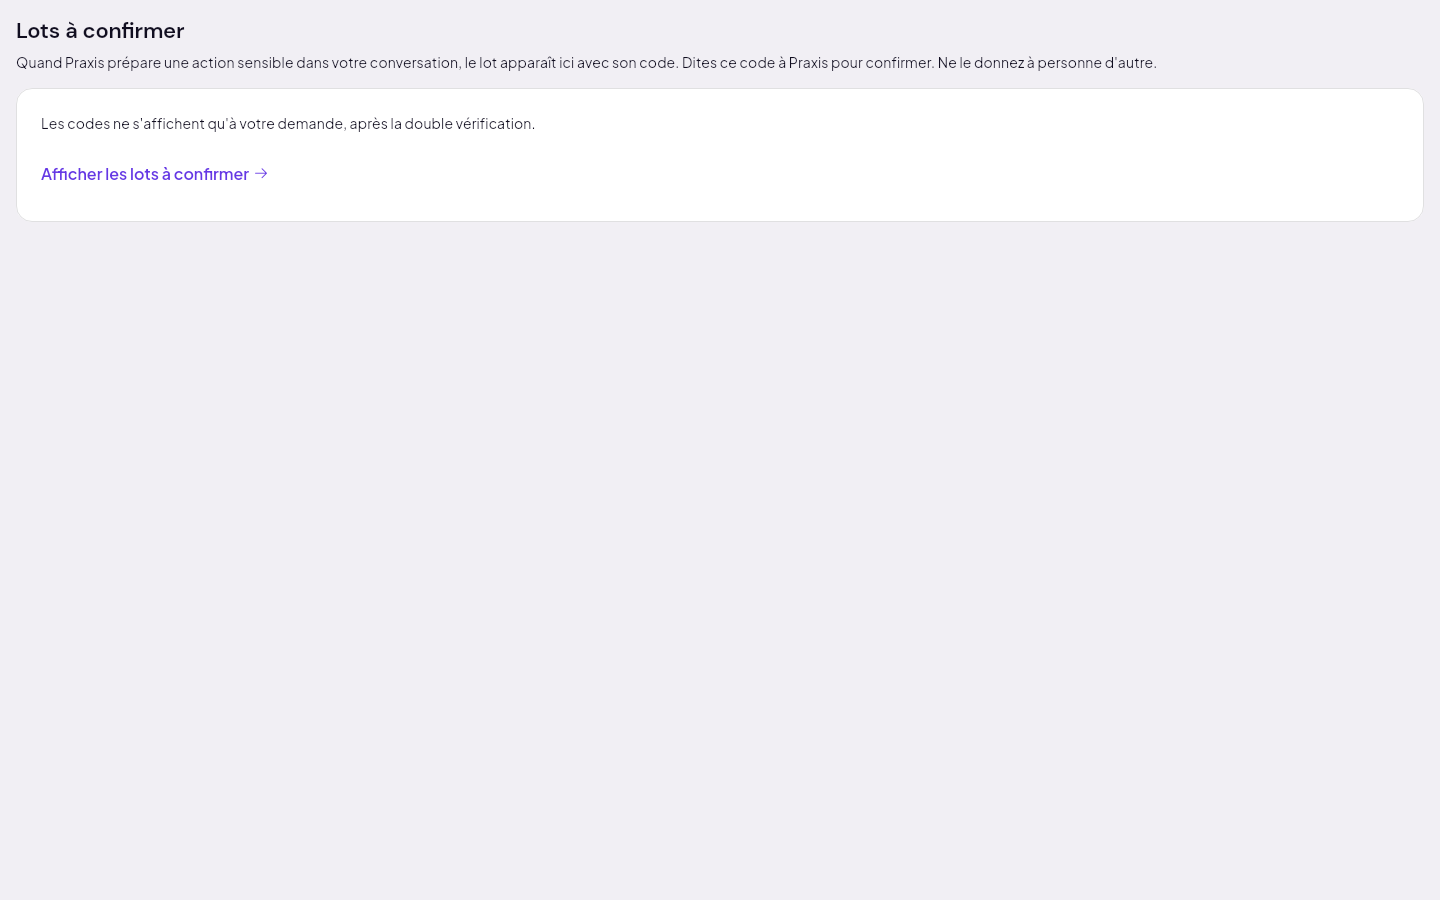 Lots à confirmer
Quand Praxis prépare une action sensible dans votre conversation, le lot apparaît ici avec son code. Dites ce code à Praxis pour confirmer. Ne le donnez à personne d'autre.
Les codes ne s'affichent qu'à votre demande, après la double vérification.
Afficher les lots à confirmer →